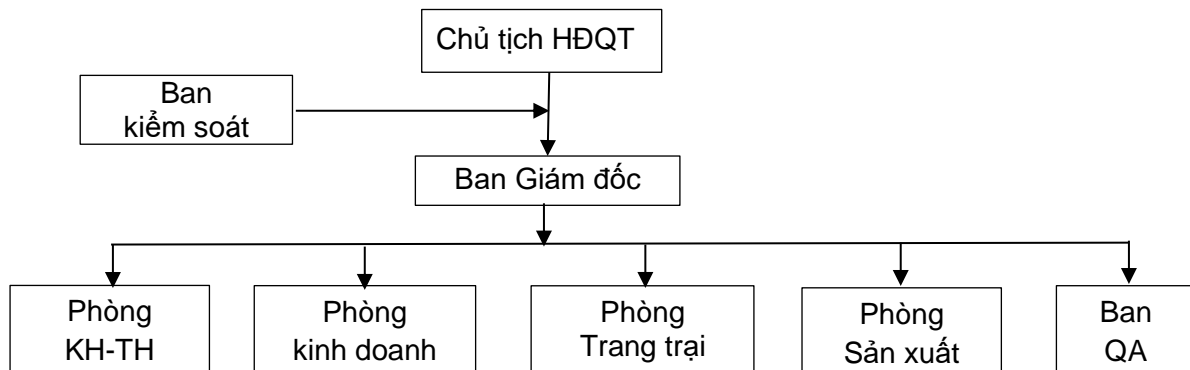 Chủ tịch HĐQT
Ban
kiểm soát
Ban Giám đốc
Phòng
KH-TH
Phòng
kinh doanh
Phòng
Trang trại
Phòng
Sản xuất
Ban
QA